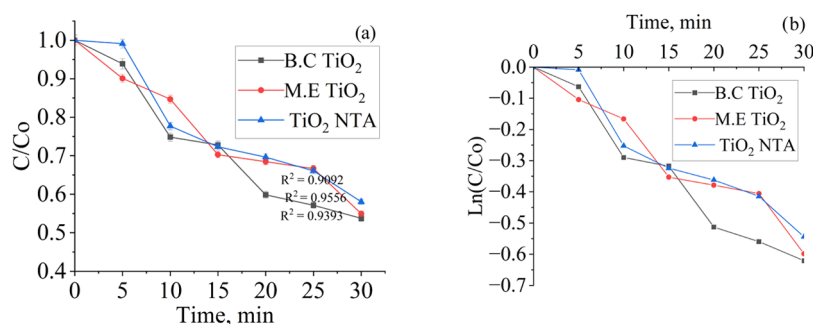 (a)
1.0
0.9
0.8
0.7
0.6
0.5
0.4
C/Co
B.C TiO₂
M.E TiO₂
TiO₂ NTA
R² = 0.9092
R² = 0.9556
R² = 0.9393
0 5 10 15 20 25 30
Time, min
Time, min
(b)
0 5 10 15 20 25 30
0.0
−0.1
−0.2
−0.3
−0.4
−0.5
−0.6
−0.7
Ln(C/Co)
B.C TiO₂
M.E TiO₂
TiO₂ NTA